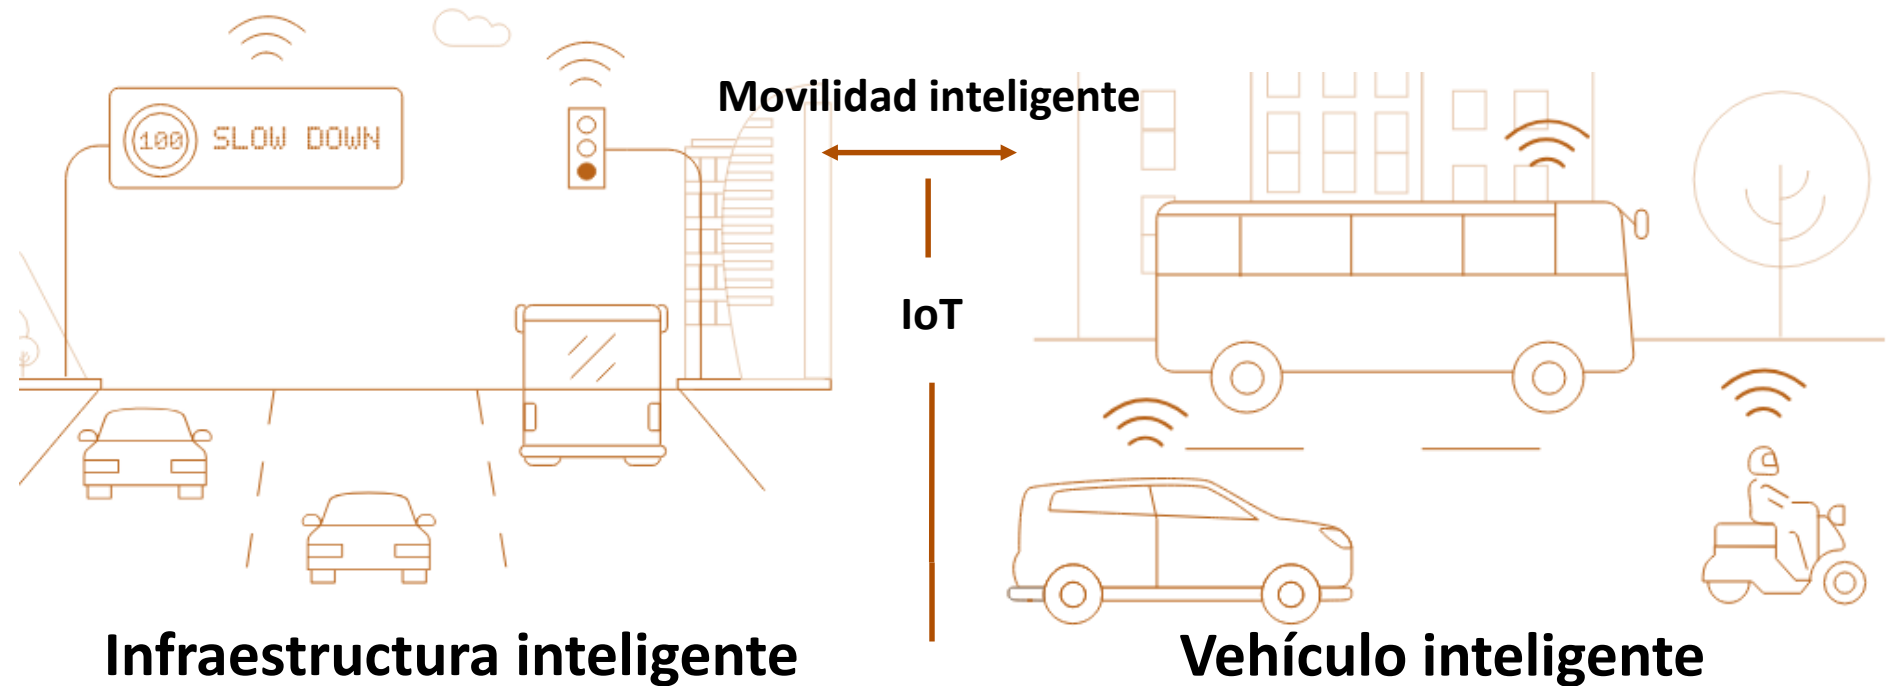 Movilidad inteligente
100 SLOW DOWN
IoT
Infraestructura inteligente
Vehículo inteligente